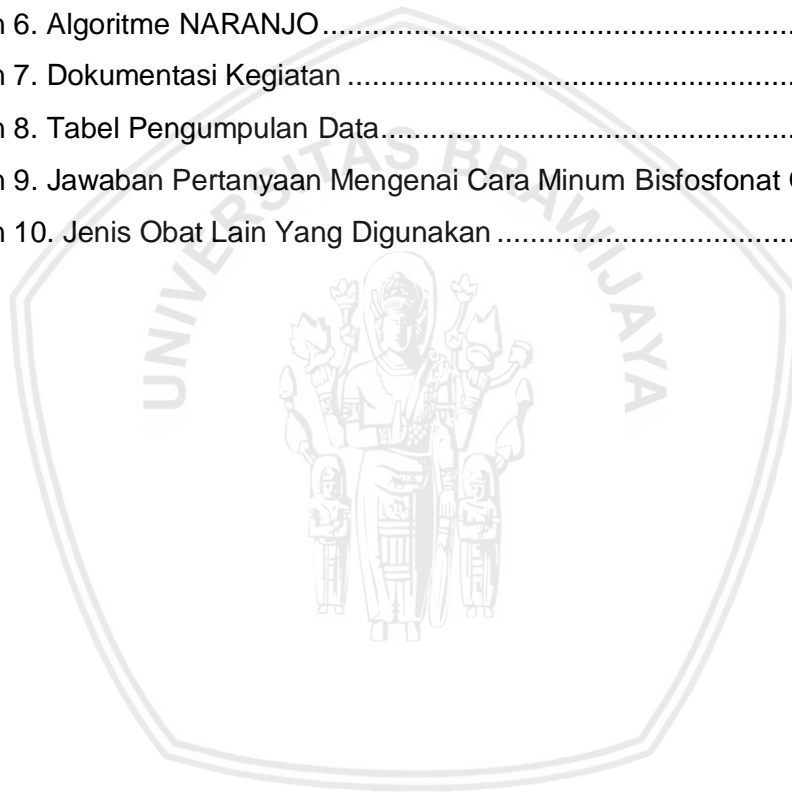 n 6. Algoritme NARANJO..........................................................
n 7. Dokumentasi Kegiatan.......................................................
n 8. Tabel Pengumpulan Data...................................................
n 9. Jawaban Pertanyaan Mengenai Cara Minum Bisfosfonat
n 10. Jenis Obat Lain Yang Digunakan.....................................
UNIVERSITAS BRAWIJAYA